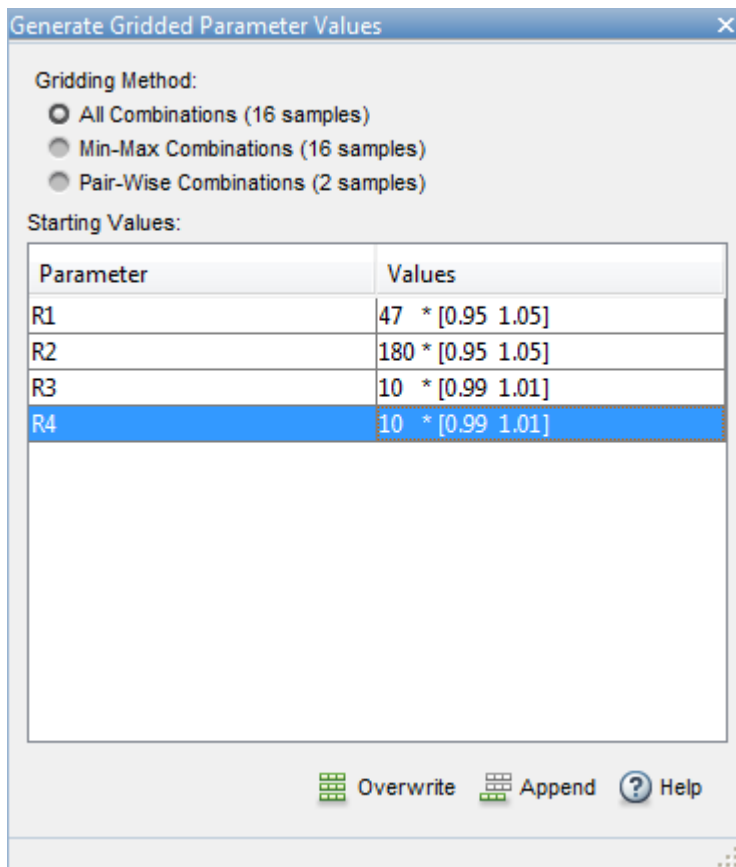 Generate Gridded Parameter Values
Gridding Method:
All Combinations (16 samples)
Min-Max Combinations (16 samples)
Pair-Wise Combinations (2 samples)
Starting Values:
Parameter Values
R1 47 * [0.95 1.05]
R2 180 * [0.95 1.05]
R3 10 * [0.99 1.01]
R4 10 * [0.99 1.01]
Overwrite Append ? Help